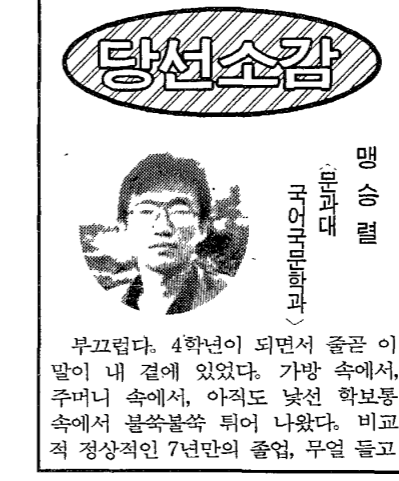 당선소감
맹승렬
〈문과대
국어국문학과〉
부끄럽다. 4학년이 되면서 줄곧 이
말이 내 곁에 있었다. 가방 속에서,
주머니 속에서, 아직도 낯선 학보통
속에서 불쑥불쑥 튀어 나왔다. 비교
적 정상적인 7년만의 졸업, 무얼 들고